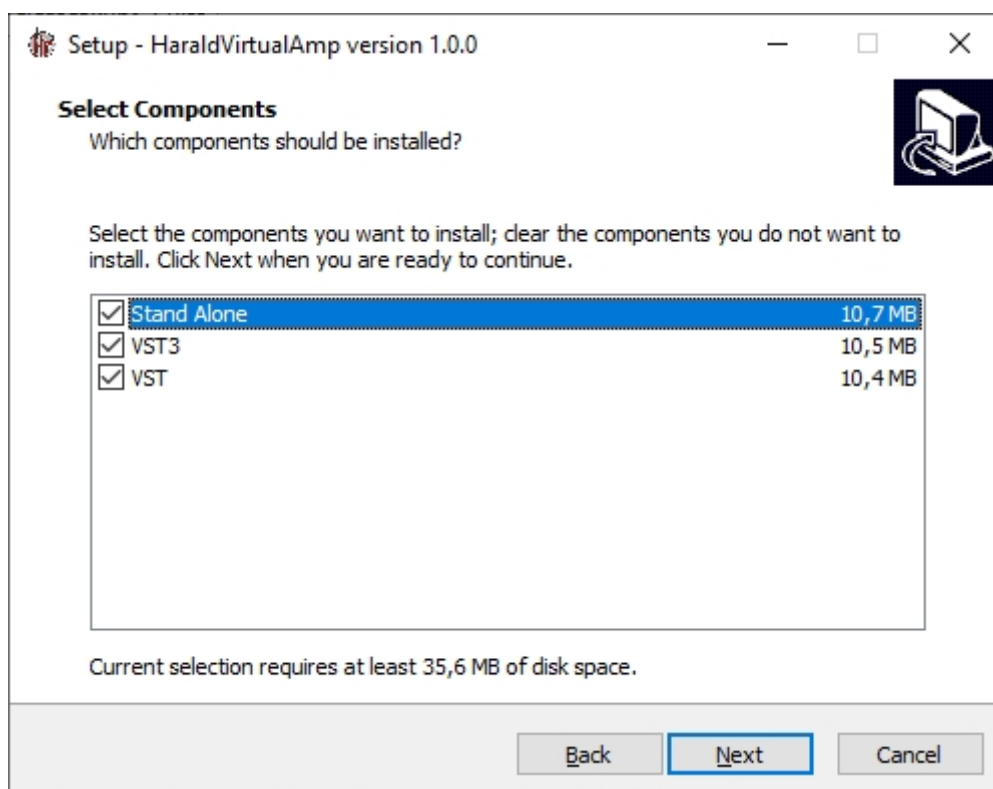 Setup - HaraldVirtualAmp version 1.0.0
Select Components
Which components should be installed?
Select the components you want to install; clear the components you do not want to
install. Click Next when you are ready to continue.
Stand Alone 10,7 MB
VST3 10,5 MB
VST 10,4 MB
Current selection requires at least 35,6 MB of disk space.
Back Next Cancel